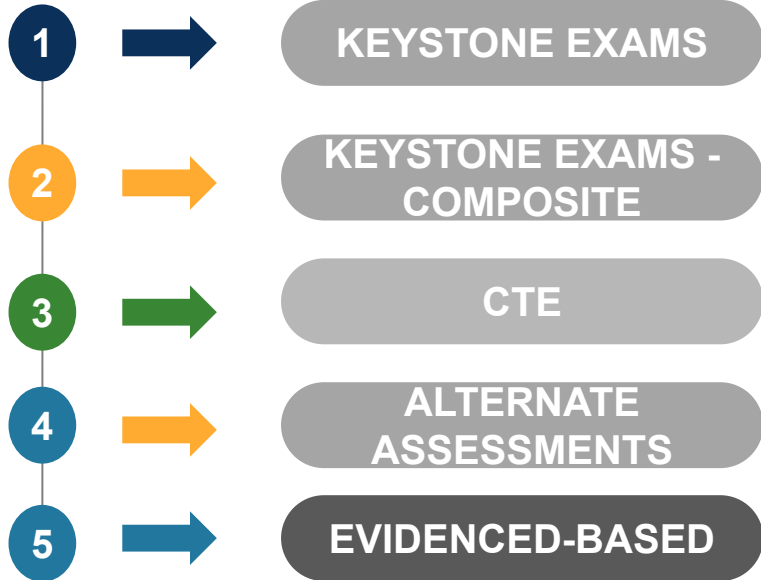 1
KEYSTONE EXAMS
2
KEYSTONE EXAMS -
COMPOSITE
3
CTE
4
ALTERNATE
ASSESSMENTS
5
EVIDENCED-BASED